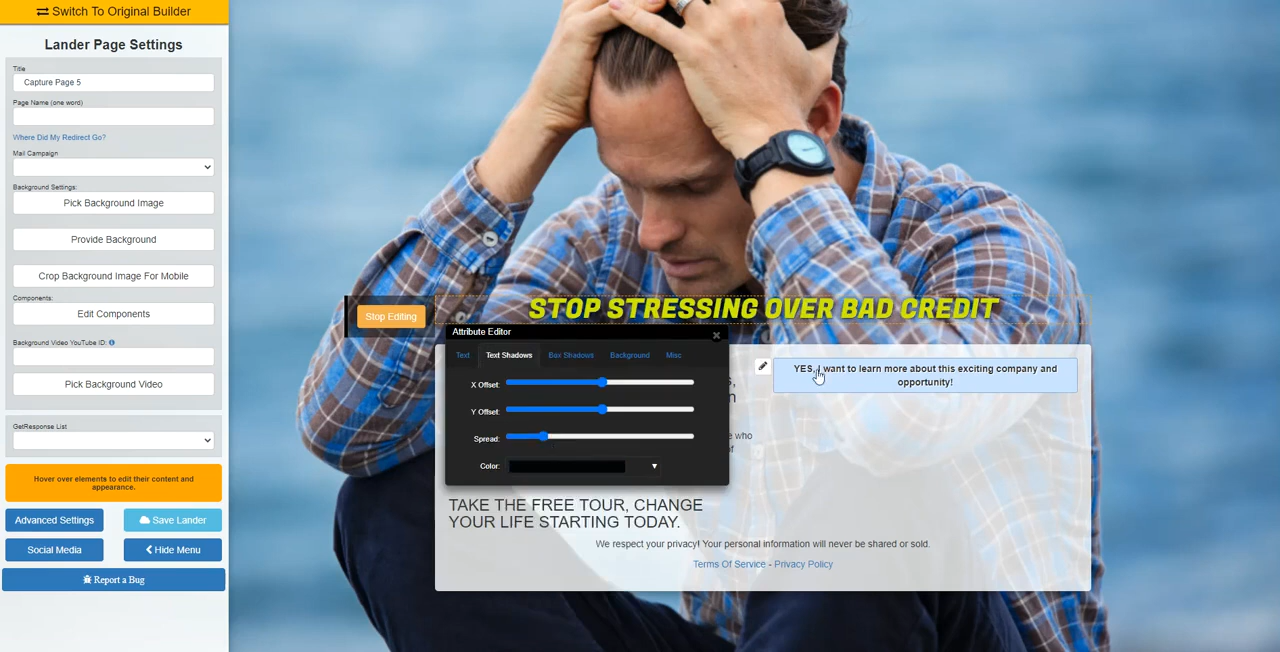 Switch To Original Builder
Lander Page Settings
Title
Capture Page 5
Page Name (one word)
Where Did My Redirect Go?
Mail Campaign
Background Settings:
Pick Background Image
Provide Background
Crop Background Image For Mobile
Components:
Edit Components
Background Video YouTube ID:
Pick Background Video
GetResponse List
Hover over elements to edit their content and
appearance.
Advanced Settings
Save Lander
Social Media
Hide Menu
Report a Bug
STOP STRESSING OVER BAD CREDIT
Stop Editing
Attribute Editor
Text
Text Shadows
Box Shadows
Background
Misc
X Offset:
Y Offset:
Spread:
Color:
YES, I want to learn more about this exciting company and
opportunity!
who
TAKE THE FREE TOUR, CHANGE
YOUR LIFE STARTING TODAY.
We respect your privacy! Your personal information will never be shared or sold.
Terms Of Service - Privacy Policy